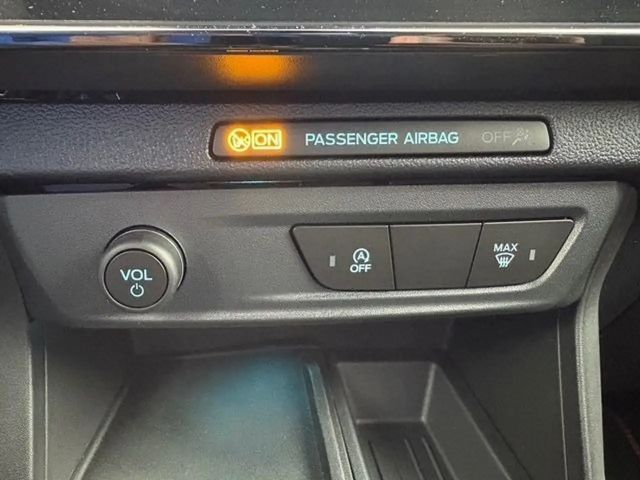 ON PASSENGER AIRBAG OFF
VOL
A
OFF
MAX